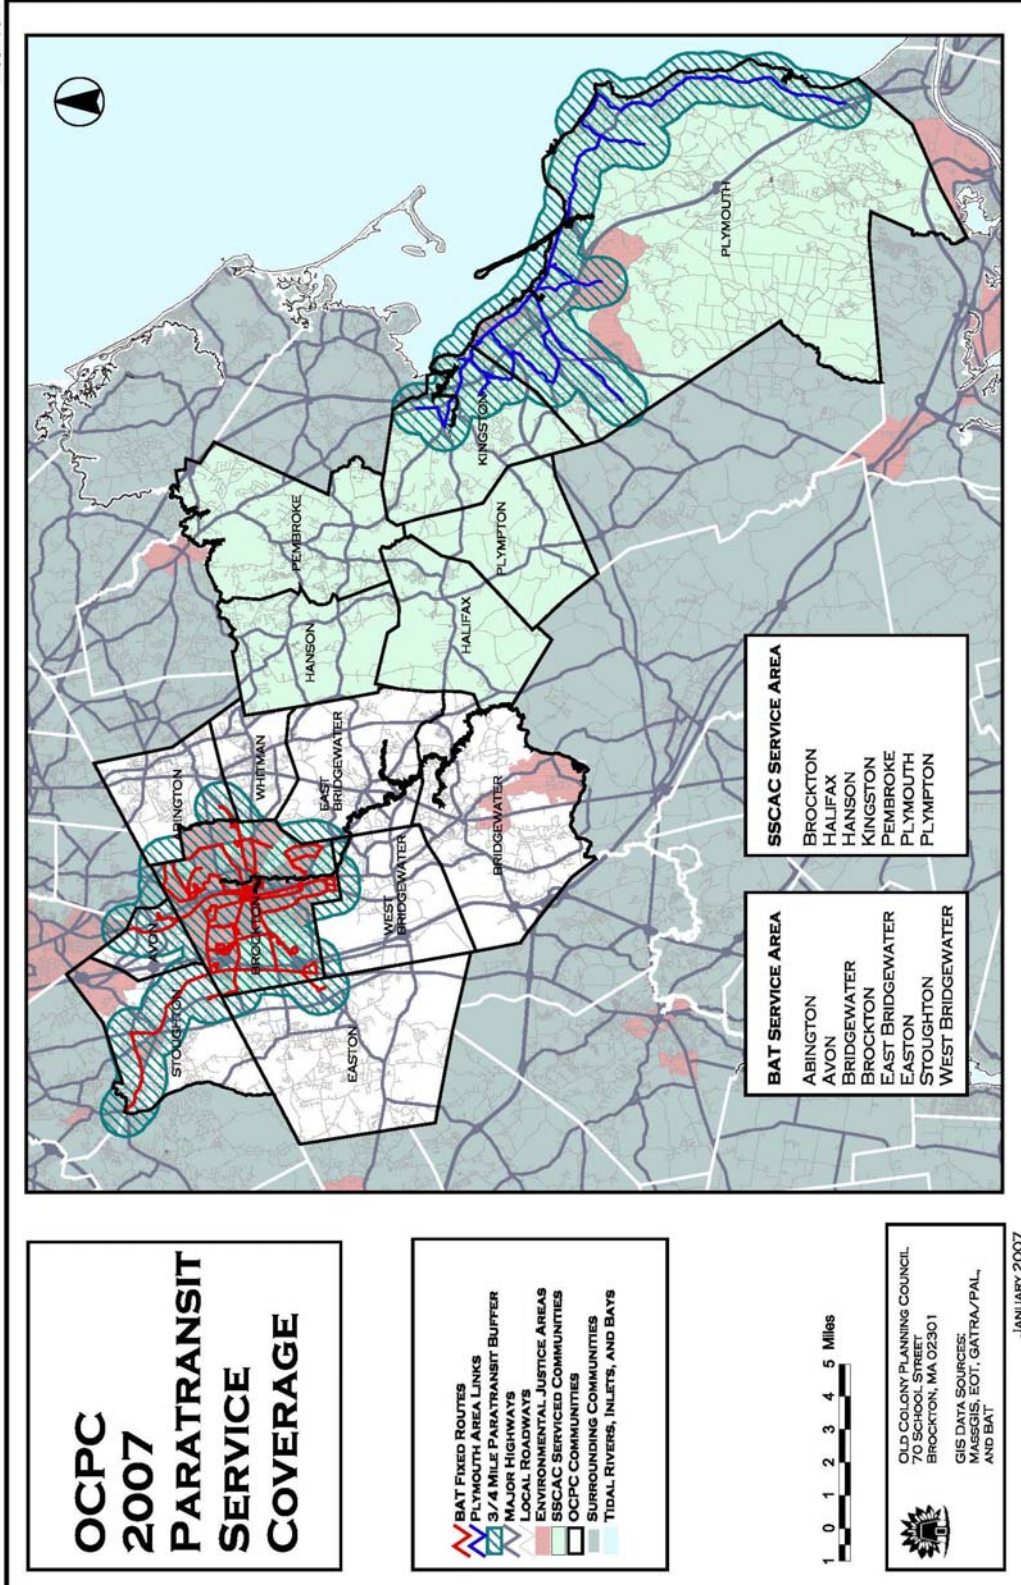 OCPC
2007
PARATRANSIT
SERVICE
COVERAGE
BAT FIXED ROUTES
PLYMOUTH AREA LINKS
3/4 MILE PARATRANSIT BUFFER
MAJOR HIGHWAYS
LOCAL ROADWAYS
ENVIRONMENTAL JUSTICE AREAS
SSCAC SERVICED COMMUNITIES
OCPC COMMUNITIES
SURROUNDING COMMUNITIES
TIDAL RIVERS, INLETS, AND BAYS
1 0 1 2 3 4 5 Miles
OLD COLONY PLANNING COUNCIL
70 SCHOOL STREET
BROCKTON, MA 02301
GIS DATA SOURCES:
MASSGIS, EOT, GATRA/PAL,
AND BAT
JANUARY 2007
STOUGHTON
AVON
ABINGTON
BROCKTON
WHITMAN
HANSON
PEMBROKE
EASTON
WEST
BRIDGEWATER
EAST
BRIDGEWATER
BRIDGEWATER
HALIFAX
PLYMPTON
KINGSTON
PLYMOUTH
BAT SERVICE AREA
ABINGTON
AVON
BRIDGEWATER
BROCKTON
EAST BRIDGEWATER
EASTON
STOUGHTON
WEST BRIDGEWATER
SSCAC SERVICE AREA
BROCKTON
HALIFAX
HANSON
KINGSTON
PEMBROKE
PLYMOUTH
PLYMPTON